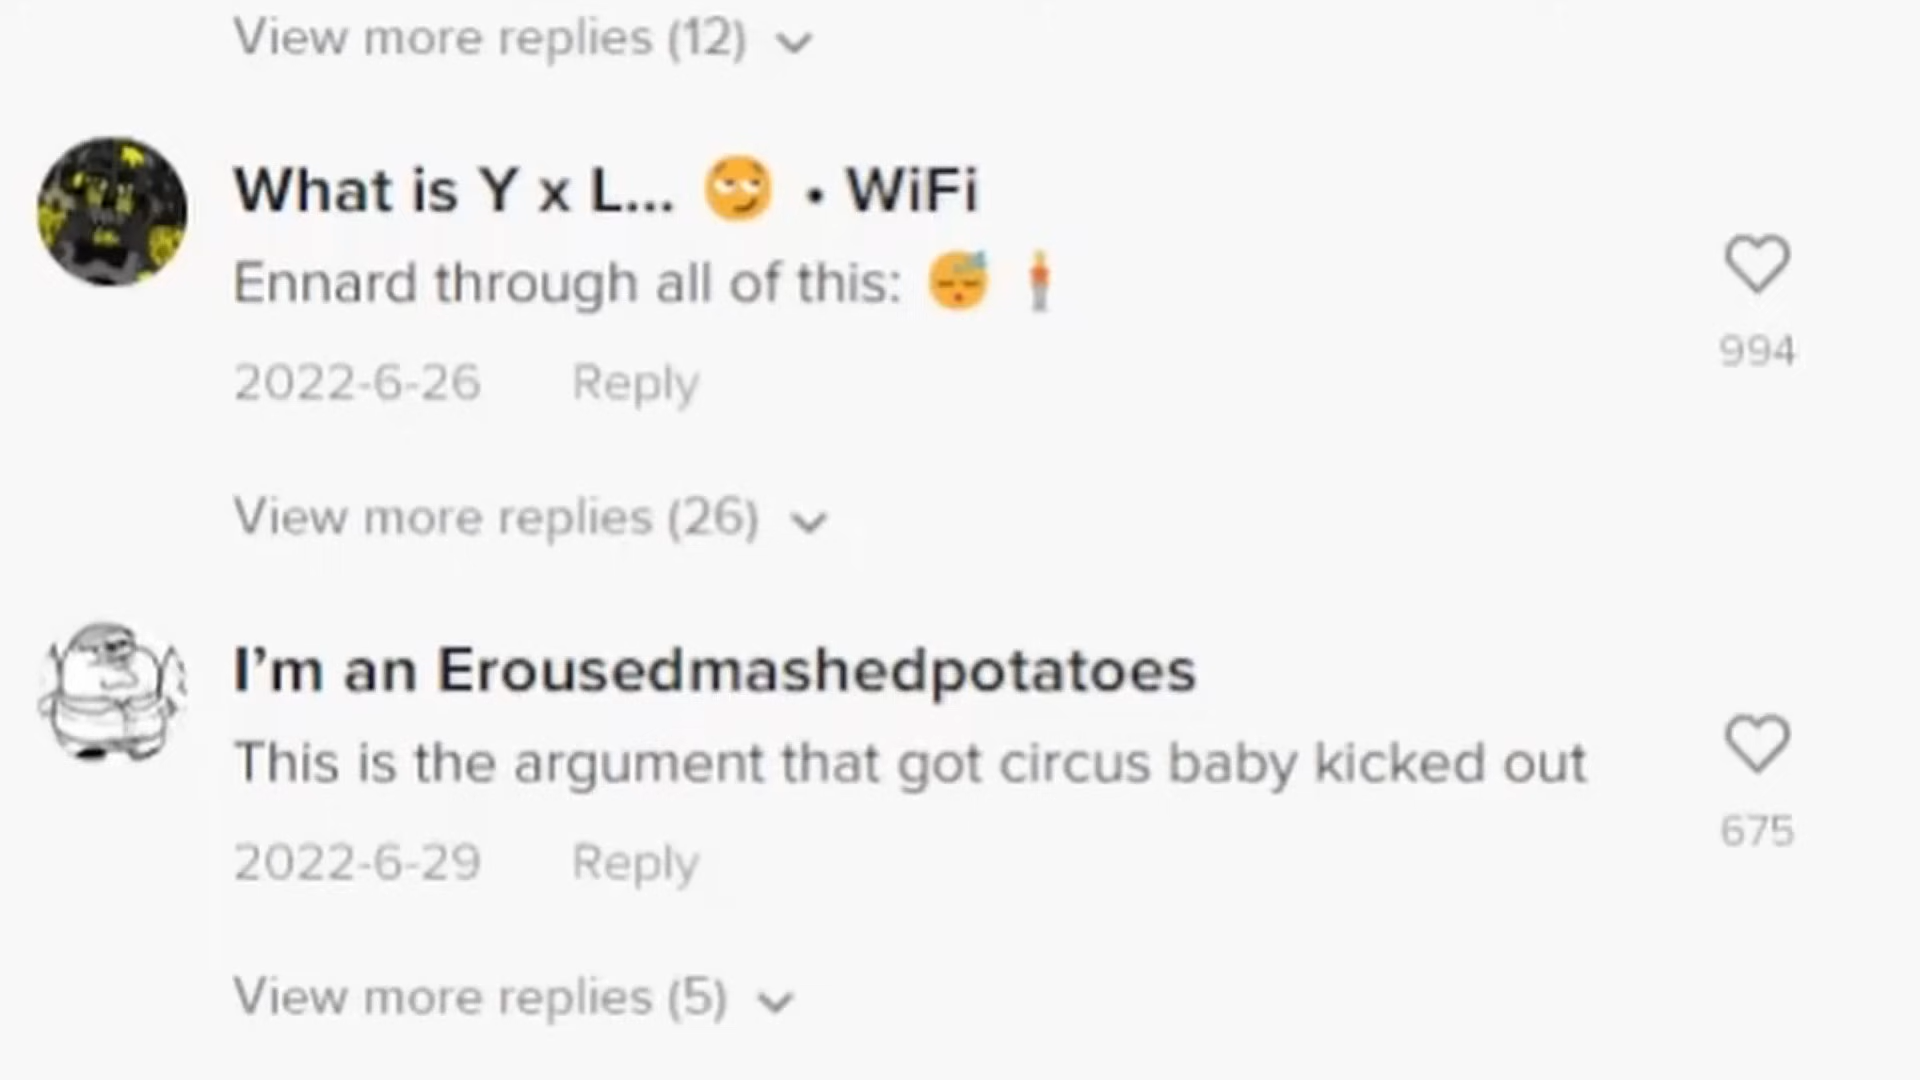 View more replies (12)
What is Y x L... 😏 • WiFi
Ennard through all of this: 😴 🧍
994
2022-6-26 Reply
View more replies (26)
I'm an Erousedmashedpotatoes
This is the argument that got circus baby kicked out
675
2022-6-29 Reply
View more replies (5)